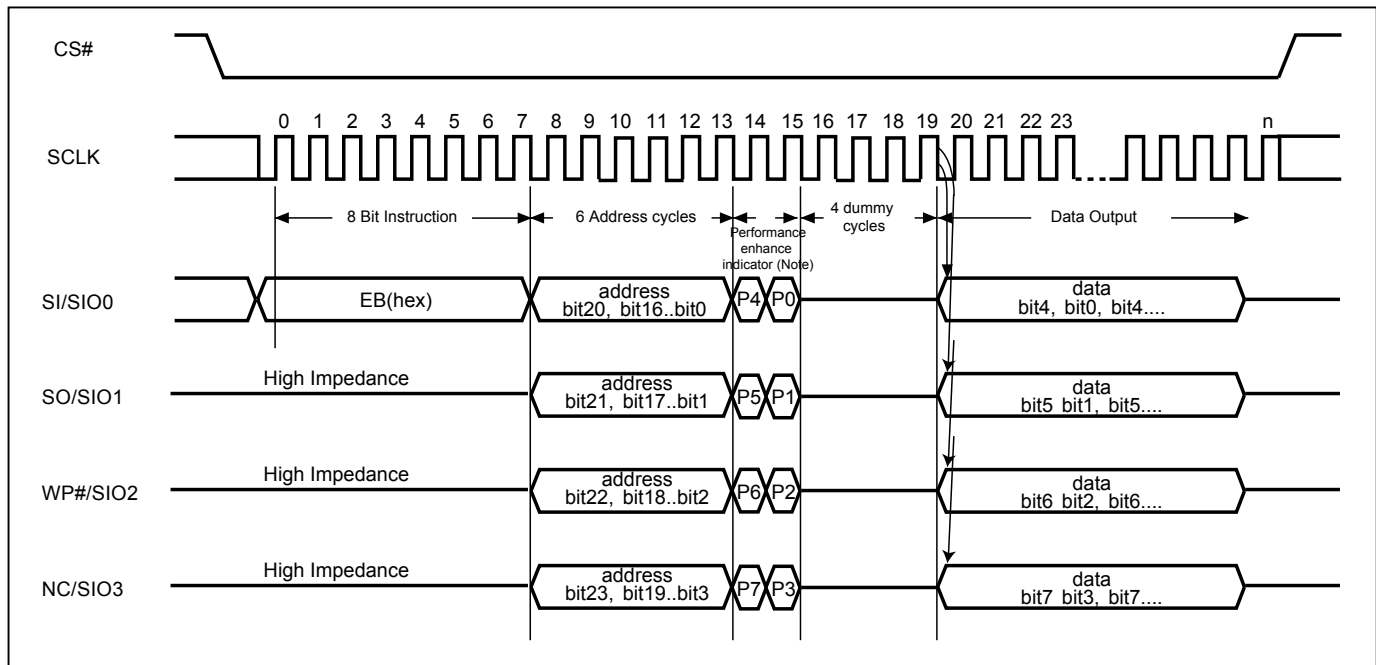 CS#
0 1 2 3 4 5 6 7 8 9 10 11 12 13 14 15 16 17 18 19 20 21 22 23 n
SCLK
8 Bit Instruction
6 Address cycles
Performance
enhance
indicator (Note)
4 dummy
cycles
Data Output
SI/SIO0
EB(hex)
address
bit20, bit16..bit0
P4 P0
data
bit4, bit0, bit4....
SO/SIO1
High Impedance
address
bit21, bit17..bit1
P5 P1
data
bit5 bit1, bit5....
WP#/SIO2
High Impedance
address
bit22, bit18..bit2
P6 P2
data
bit6 bit2, bit6....
NC/SIO3
High Impedance
address
bit23, bit19..bit3
P7 P3
data
bit7 bit3, bit7....